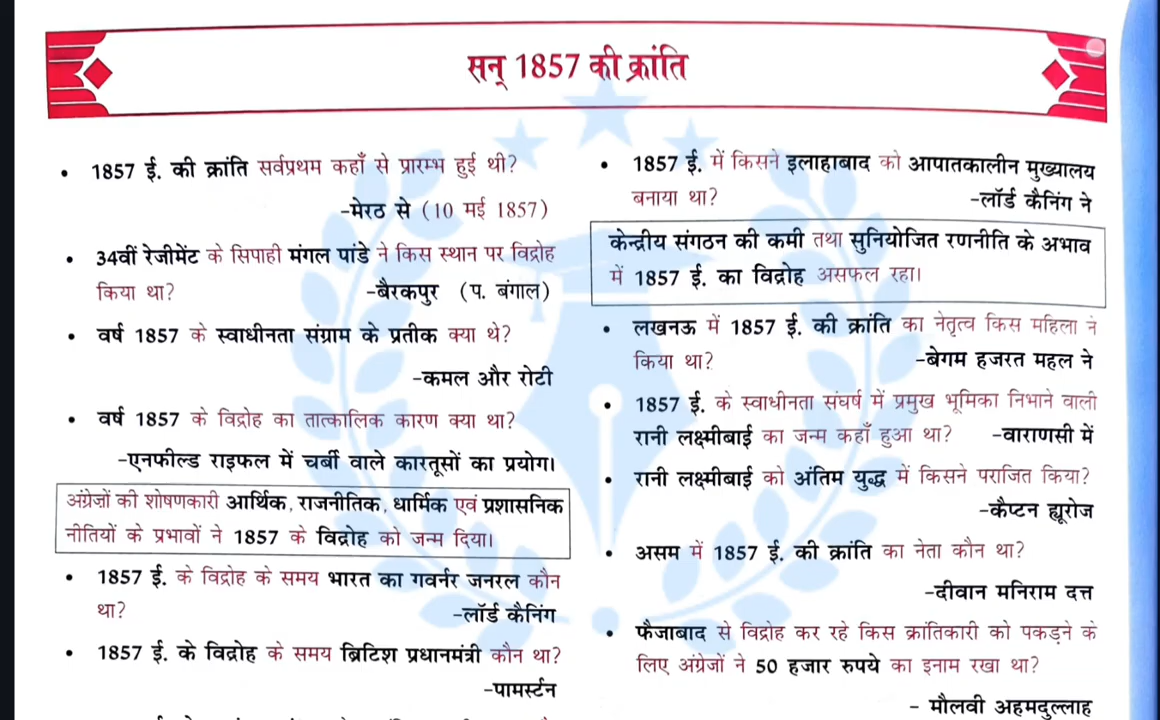 सन् 1857 की क्रांति
• 1857 ई. की क्रांति सर्वप्रथम कहाँ से प्रारम्भ हुई थी?
-मेरठ से (10 मई 1857)
• 34वीं रेजीमेंट के सिपाही मंगल पांडे ने किस स्थान पर विद्रोह
किया था? -बैरकपुर (प. बंगाल)
• वर्ष 1857 के स्वाधीनता संग्राम के प्रतीक क्या थे?
-कमल और रोटी
• वर्ष 1857 के विद्रोह का तात्कालिक कारण क्या था?
-एनफील्ड राइफल में चर्बी वाले कारतूसों का प्रयोग।
अंग्रेजों की शोषणकारी आर्थिक, राजनीतिक, धार्मिक एवं प्रशासनिक
नीतियों के प्रभावों ने 1857 के विद्रोह को जन्म दिया।
• 1857 ई. के विद्रोह के समय भारत का गवर्नर जनरल कौन
था? -लॉर्ड कैनिंग
• 1857 ई. के विद्रोह के समय ब्रिटिश प्रधानमंत्री कौन था?
-पामर्स्टन
• 1857 ई. में किसने इलाहाबाद को आपातकालीन मुख्यालय
बनाया था? -लॉर्ड कैनिंग ने
केन्द्रीय संगठन की कमी तथा सुनियोजित रणनीति के अभाव
में 1857 ई. का विद्रोह असफल रहा।
• लखनऊ में 1857 ई. की क्रांति का नेतृत्व किस महिला ने
किया था? -बेगम हजरत महल ने
• 1857 ई. के स्वाधीनता संघर्ष में प्रमुख भूमिका निभाने वाली
रानी लक्ष्मीबाई का जन्म कहाँ हुआ था? -वाराणसी में
• रानी लक्ष्मीबाई को अंतिम युद्ध में किसने पराजित किया?
-कैप्टन ह्यूरोज
• असम में 1857 ई. की क्रांति का नेता कौन था?
-दीवान मनिराम दत्त
• फैजाबाद से विद्रोह कर रहे किस क्रांतिकारी को पकड़ने के
लिए अंग्रेजों ने 50 हजार रुपये का इनाम रखा था?
- मौलवी अहमदुल्लाह